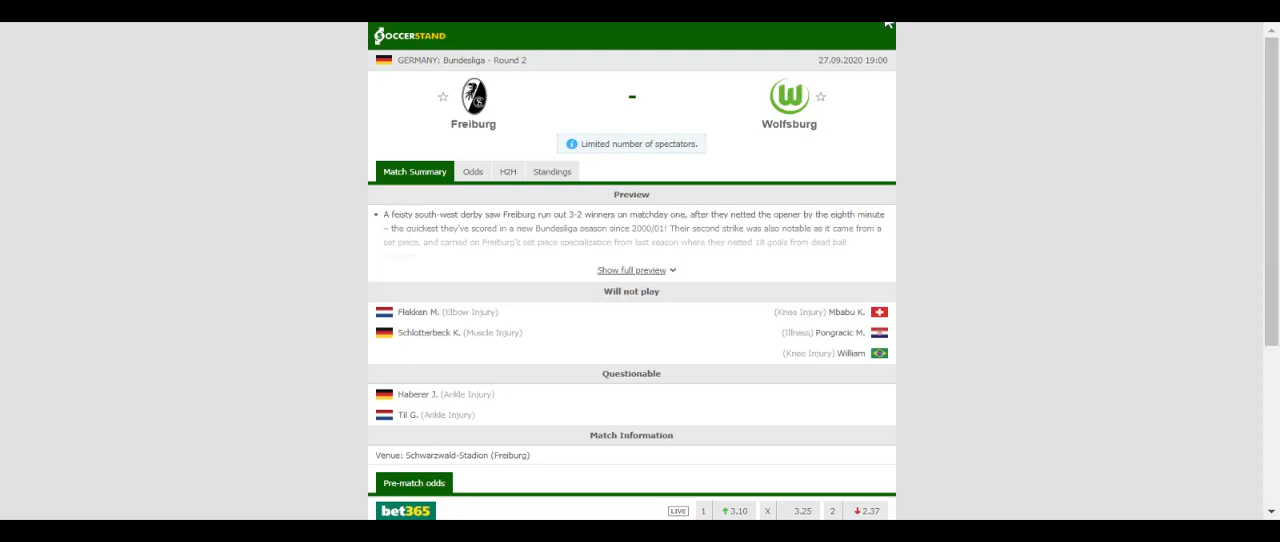 SOCCERSTAND
GERMANY: Bundesliga - Round 2 27.09.2020 19:00
-
Freiburg Wolfsburg
Limited number of spectators.
Match Summary Odds H2H Standings
Preview
• A feisty south-west derby saw Freiburg run out 3-2 winners on matchday one, after they netted the opener by the eighth minute
– the quickest they've scored in a new Bundesliga season since 2000/01! Their second strike was also notable as it came from a
set piece, and carried on Freiburg's set piece specialization from last season where they netted 18 goals from dead-ball
Show full preview
Will not play
Flekken M. (Elbow Injury) (Knee Injury) Mbabu K.
Schlotterbeck K. (Muscle Injury) (Illness) Pongracic M.
(Knee Injury) William
Questionable
Haberer J. (Ankle Injury)
Til G. (Ankle Injury)
Match Information
Venue: Schwarzwald-Stadion (Freiburg)
Pre-match odds
bet365 LIVE 1 3.10 X 3.25 2 2.37